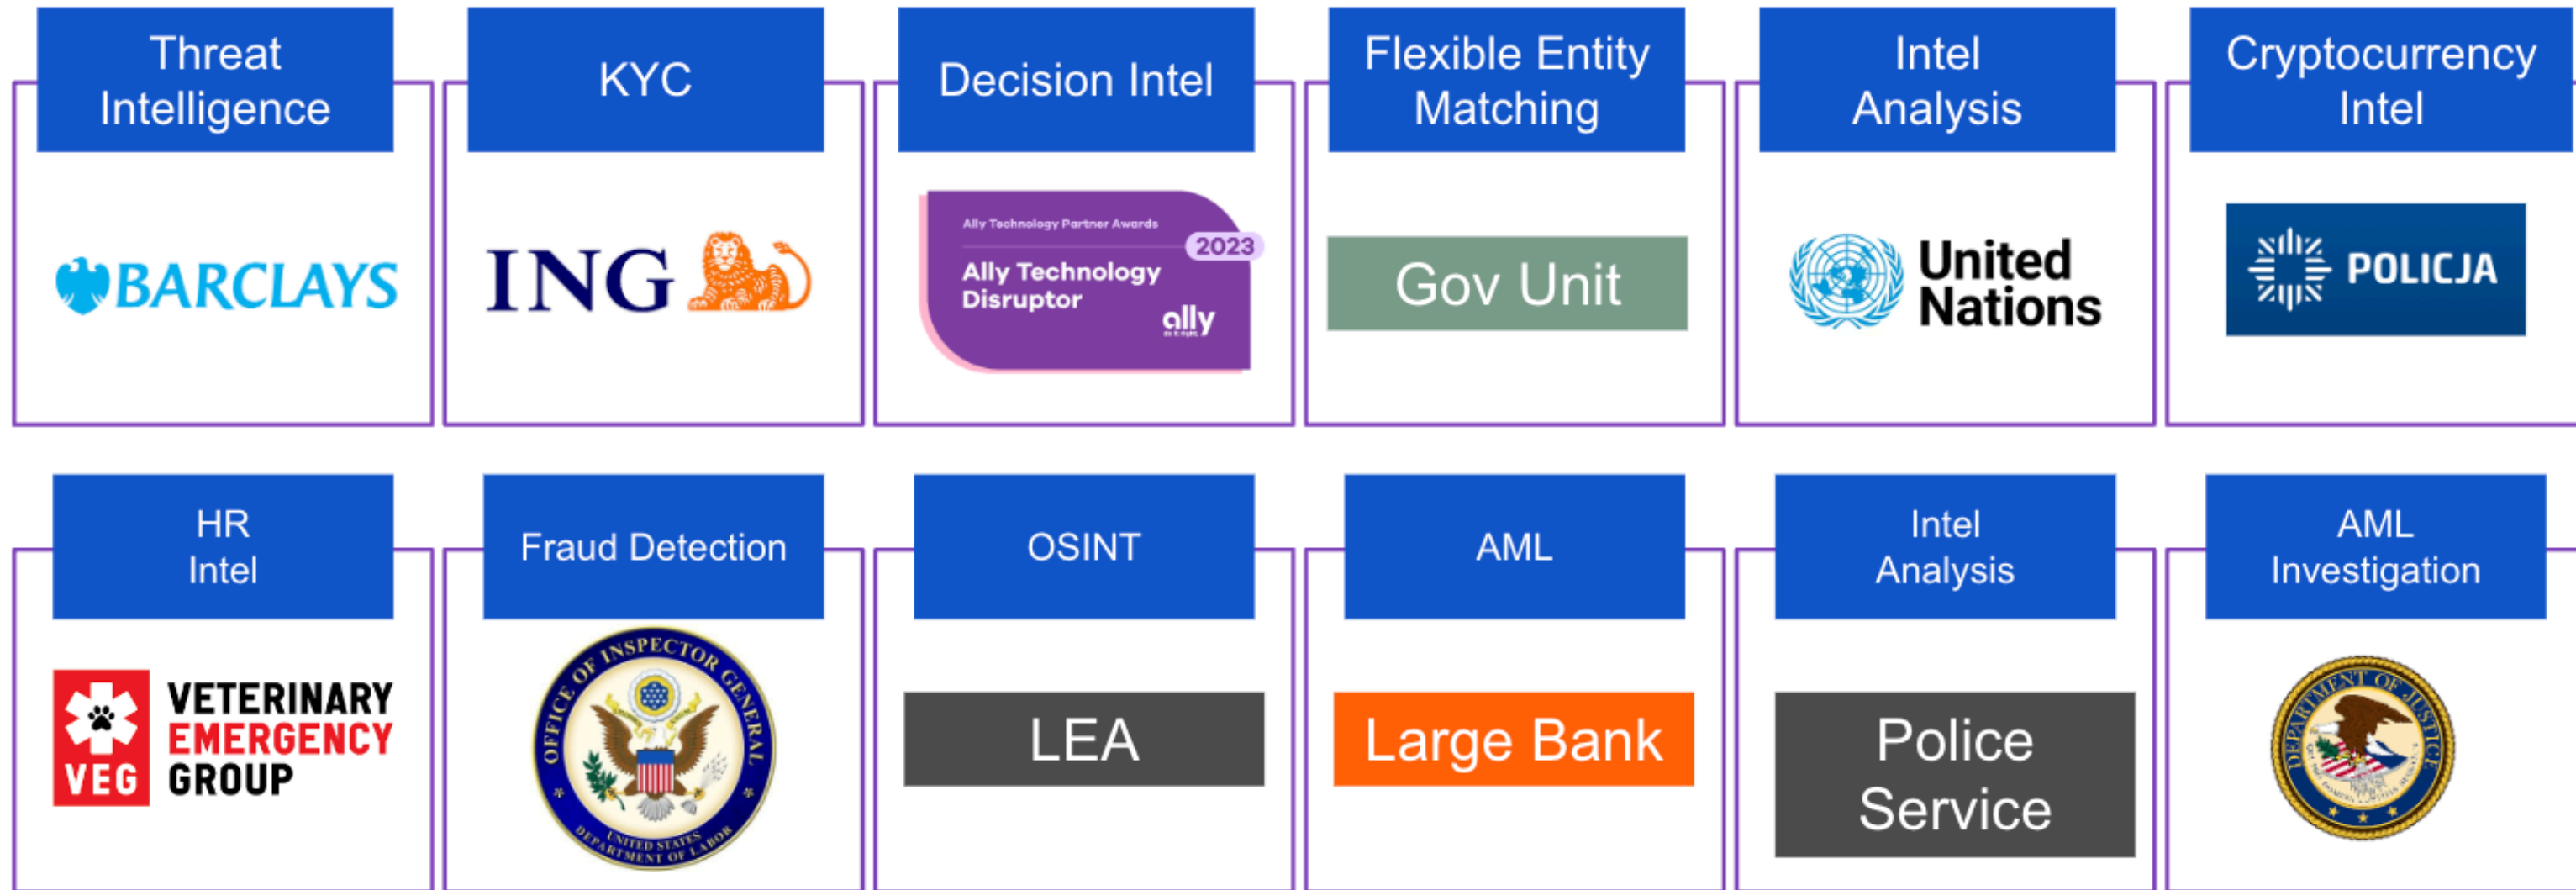 Threat
Intelligence
KYC
Decision Intel
Flexible Entity
Matching
Intel
Analysis
Cryptocurrency
Intel
BARCLAYS
ING
Ally Technology Partner Awards
2023
Ally Technology
Disruptor
ally
do it right.
Gov Unit
United
Nations
POLICJA
HR
Intel
Fraud Detection
OSINT
AML
Intel
Analysis
AML
Investigation
VEG
VETERINARY
EMERGENCY
GROUP
OFFICE OF INSPECTOR GENERAL
UNITED STATES
DEPARTMENT OF LABOR
LEA
Large Bank
Police
Service
DEPARTMENT OF JUSTICE